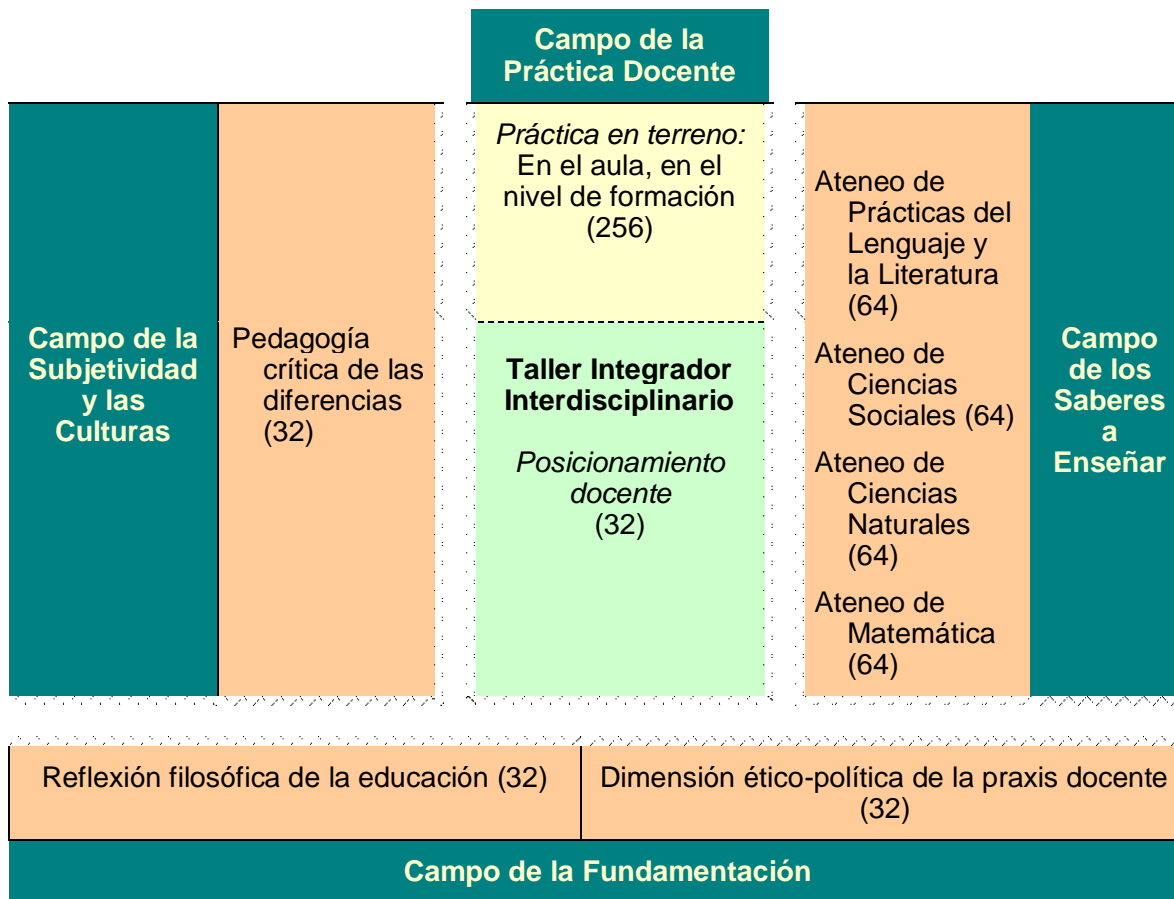 Campo de la
Práctica Docente
Campo de la
Subjetividad
y las
Culturas
Pedagogía
crítica de las
diferencias
(32)
Práctica en terreno:
En el aula, en el
nivel de formación
(256)
Taller Integrador
Interdisciplinario
Posicionamiento
docente
(32)
Ateneo de
Prácticas del
Lenguaje y
la Literatura
(64)
Ateneo de
Ciencias
Sociales (64)
Ateneo de
Ciencias
Naturales
(64)
Ateneo de
Matemática
(64)
Campo
de los
Saberes
a
Enseñar
Reflexión filosófica de la educación (32)
Dimensión ético-política de la praxis docente
(32)
Campo de la Fundamentación